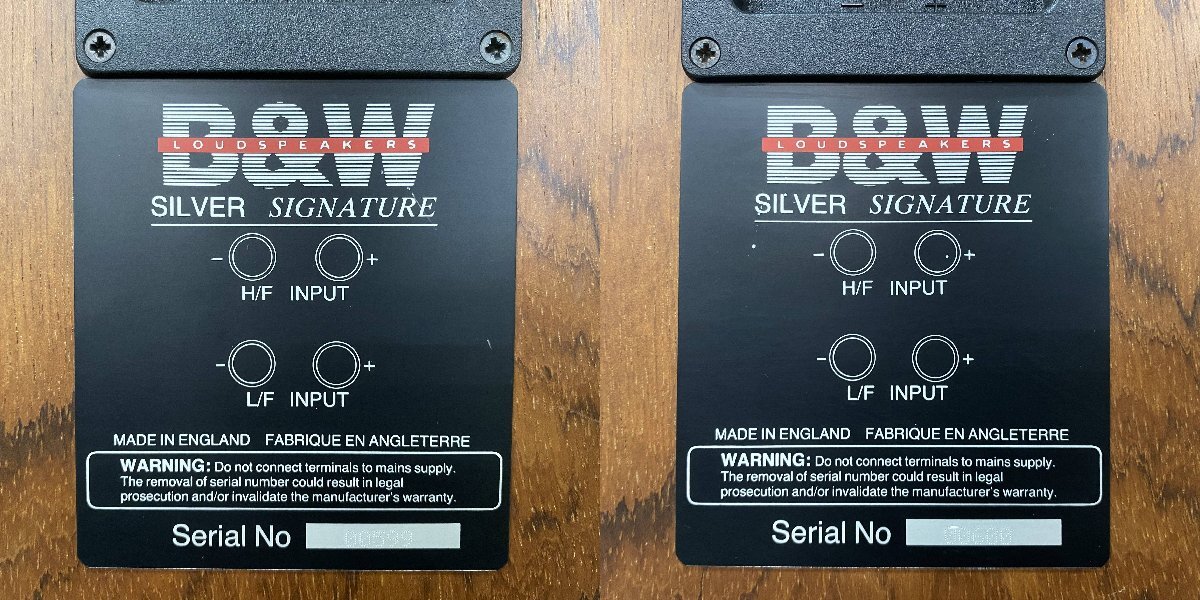 B&W
LOUDSPEAKERS
SILVER SIGNATURE
- +
H/F INPUT
- +
L/F INPUT
MADE IN ENGLAND FABRIQUE EN ANGLETERRE
WARNING: Do not connect terminals to mains supply.
The removal of serial number could result in legal
prosecution and/or invalidate the manufacturer's warranty.
Serial No
- +
B&W
LOUDSPEAKERS
SILVER SIGNATURE
- +
H/F INPUT
- +
L/F INPUT
MADE IN ENGLAND FABRIQUE EN ANGLETERRE
WARNING: Do not connect terminals to mains supply.
The removal of serial number could result in legal
prosecution and/or invalidate the manufacturer's warranty.
Serial No